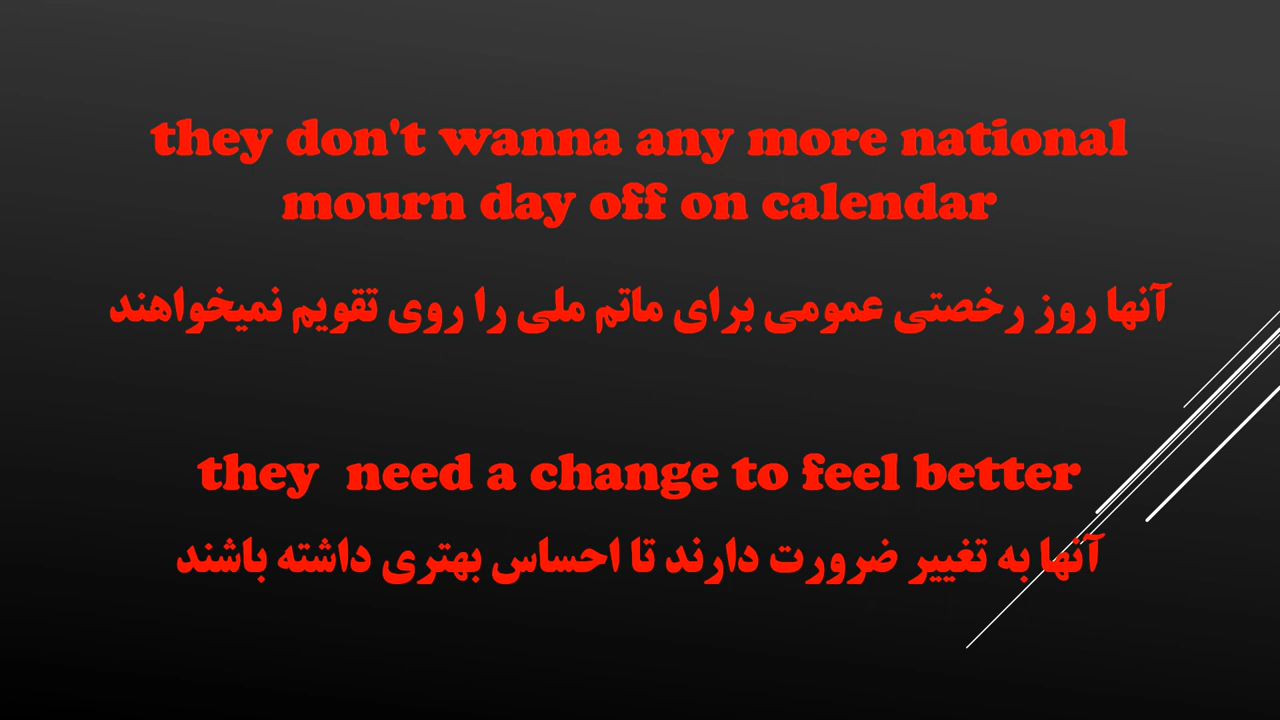 they don't wanna any more national
mourn day off on calendar
آنها روز رخصتی عمومی برای ماتم ملی را روی تقویم نمیخواهند
they need a change to feel better
آنها به تغییر ضرورت دارند تا احساس بهتری داشته باشند